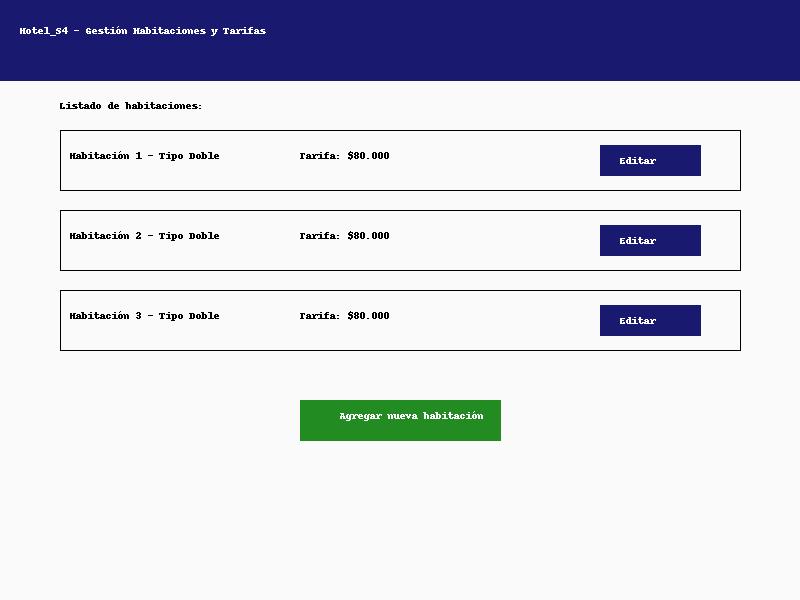 Hotel_S4 - Gestión Habitaciones y Tarifas
Listado de habitaciones:
Habitación 1 - Tipo Doble Tarifa: $80.000 Editar
Habitación 2 - Tipo Doble Tarifa: $80.000 Editar
Habitación 3 - Tipo Doble Tarifa: $80.000 Editar
Agregar nueva habitación